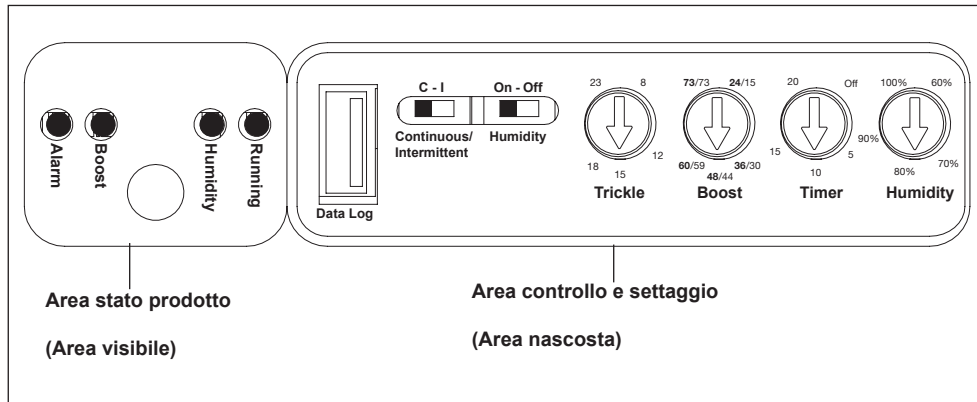 Alarm
Boost
Humidity
Running
Data Log
C - I
Continuous/
Intermittent
On - Off
Humidity
23
8
18
15
12
Trickle
73/73
24/15
60/59
48/44
36/30
Boost
20
Off
15
10
5
Timer
100%
60%
90%
80%
70%
Humidity
Area stato prodotto
(Area visibile)
Area controllo e settaggio
(Area nascosta)